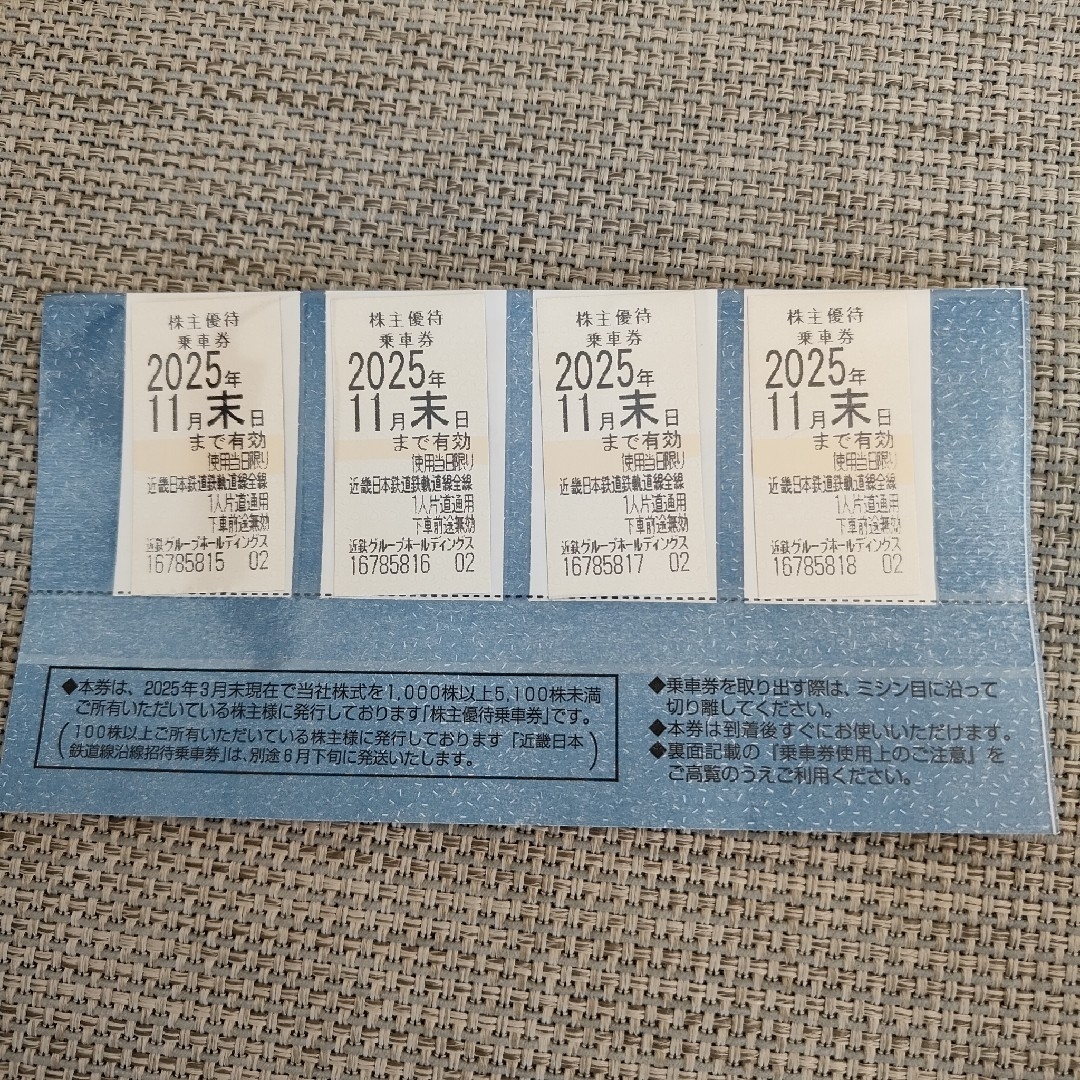 株主優待
乗車券
2025年
11月末日
まで有効
使用当日限り
近畿日本鉄道鉄軌道線全線
1人片道通用
下車前途無効
近鉄グループホールディングス
16785815 02
株主優待
乗車券
2025年
11月末日
まで有効
使用当日限り
近畿日本鉄道鉄軌道線全線
1人片道通用
下車前途無効
近鉄グループホールディングス
16785816 02
株主優待
乗車券
2025年
11月末日
まで有効
使用当日限り
近畿日本鉄道鉄軌道線全線
1人片道通用
下車前途無効
近鉄グループホールディングス
16785817 02
株主優待
乗車券
2025年
11月末日
まで有効
使用当日限り
近畿日本鉄道鉄軌道線全線
1人片道通用
下車前途無効
近鉄グループホールディングス
16785818 02
◆本券は、2025年3月末現在で当社株式を1,000株以上5,100株未満
ご所有いただいている株主様に発行しております「株主優待乗車券」です。
(100株以上ご所有いただいている株主様に発行しております「近畿日本
鉄道線沿線招待乗車券」は、別途6月下旬に発送いたします。)
◆乗車券を取り出す際は、ミシン目に沿って
切り離してください。
◆本券は到着後すぐにお使いいただけます。
◆裏面記載の『乗車券使用上のご注意』を
ご高覧のうえご利用ください。